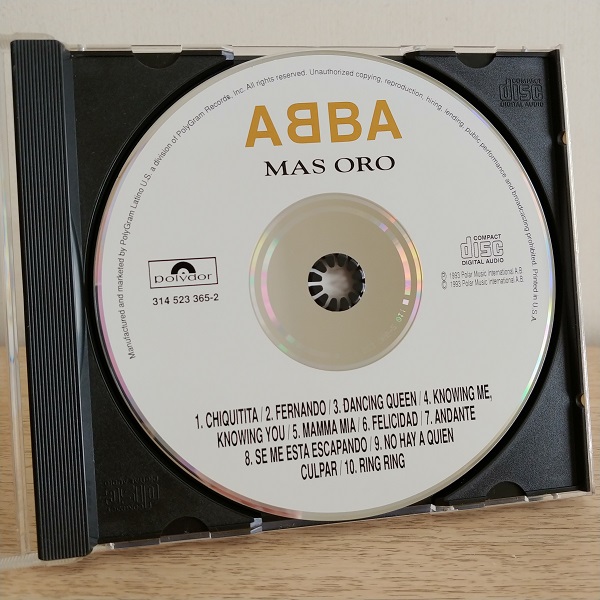 Manufactured and marketed by PolyGram Latino U.S. a division of PolyGram Records, Inc. All rights reserved. Unauthorized copying, reproduction, hiring, lending, public performance and broadcasting prohibited. Printed in U.S.A.
COMPACT
disc
DIGITAL AUDIO
ABBA
MAS ORO
COMPACT
disc
DIGITAL AUDIO
polydor
314 523 365-2
℗ 1993 Polar Music International A.B.
© 1993 Polar Music International A.B.
1. CHIQUITITA / 2. FERNANDO / 3. DANCING QUEEN / 4. KNOWING ME,
KNOWING YOU / 5. MAMMA MIA / 6. FELICIDAD / 7. ANDANTE
8. SE ME ESTA ESCAPANDO / 9. NO HAY A QUIEN
CULPAR / 10. RING RING